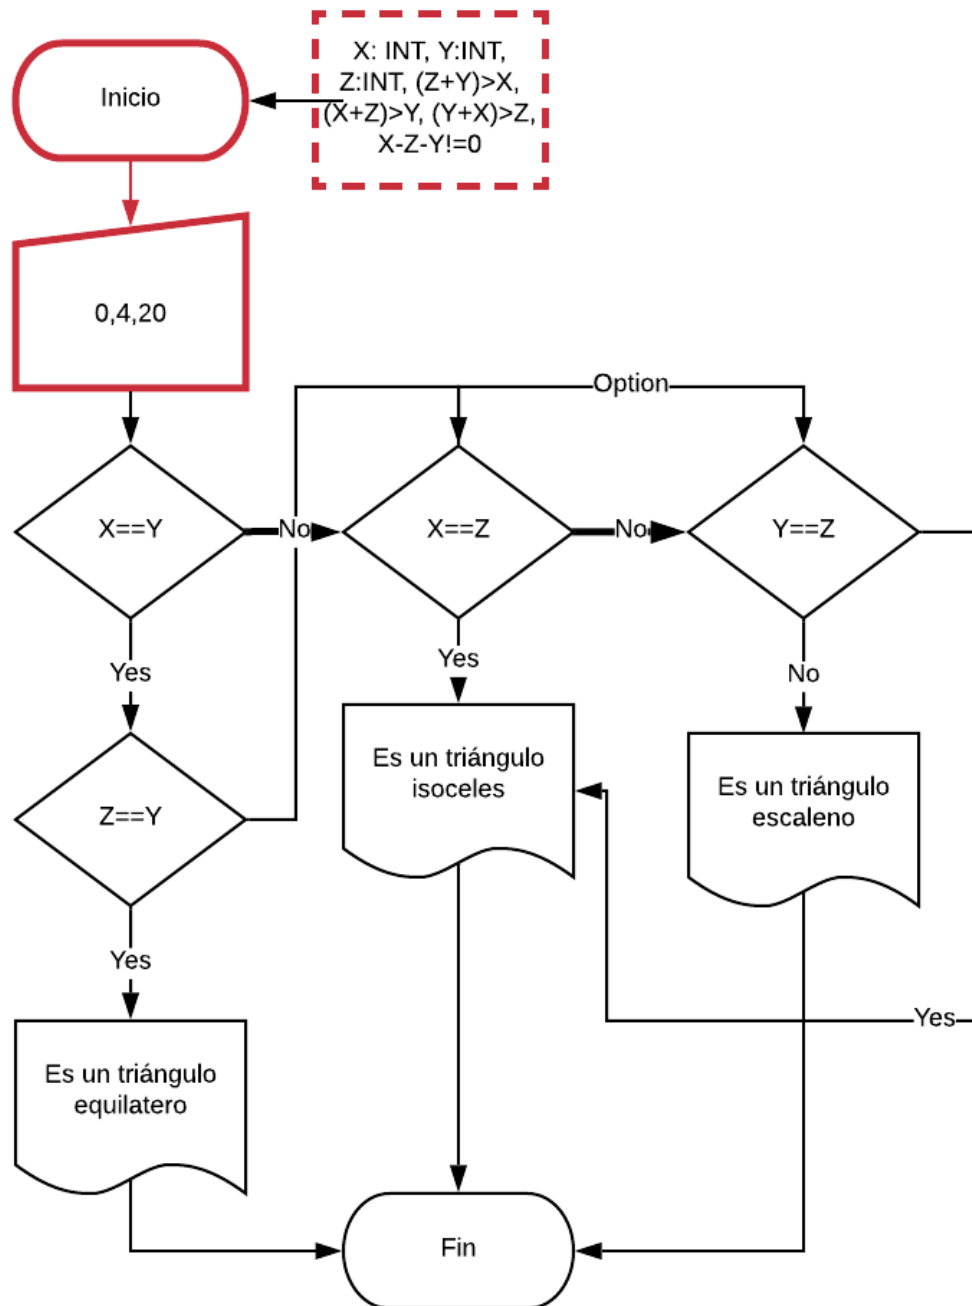 Inicio
X: INT, Y:INT,
Z:INT, (Z+Y)>X,
(X+Z)>Y, (Y+X)>Z,
X-Z-Y!=0
0,4,20
Option
X==Y
No
X==Z
No
Y==Z
Yes
Yes
No
Es un triángulo
isoceles
Es un triángulo
escaleno
Z==Y
Yes
Yes
Es un triángulo
equilatero
Fin